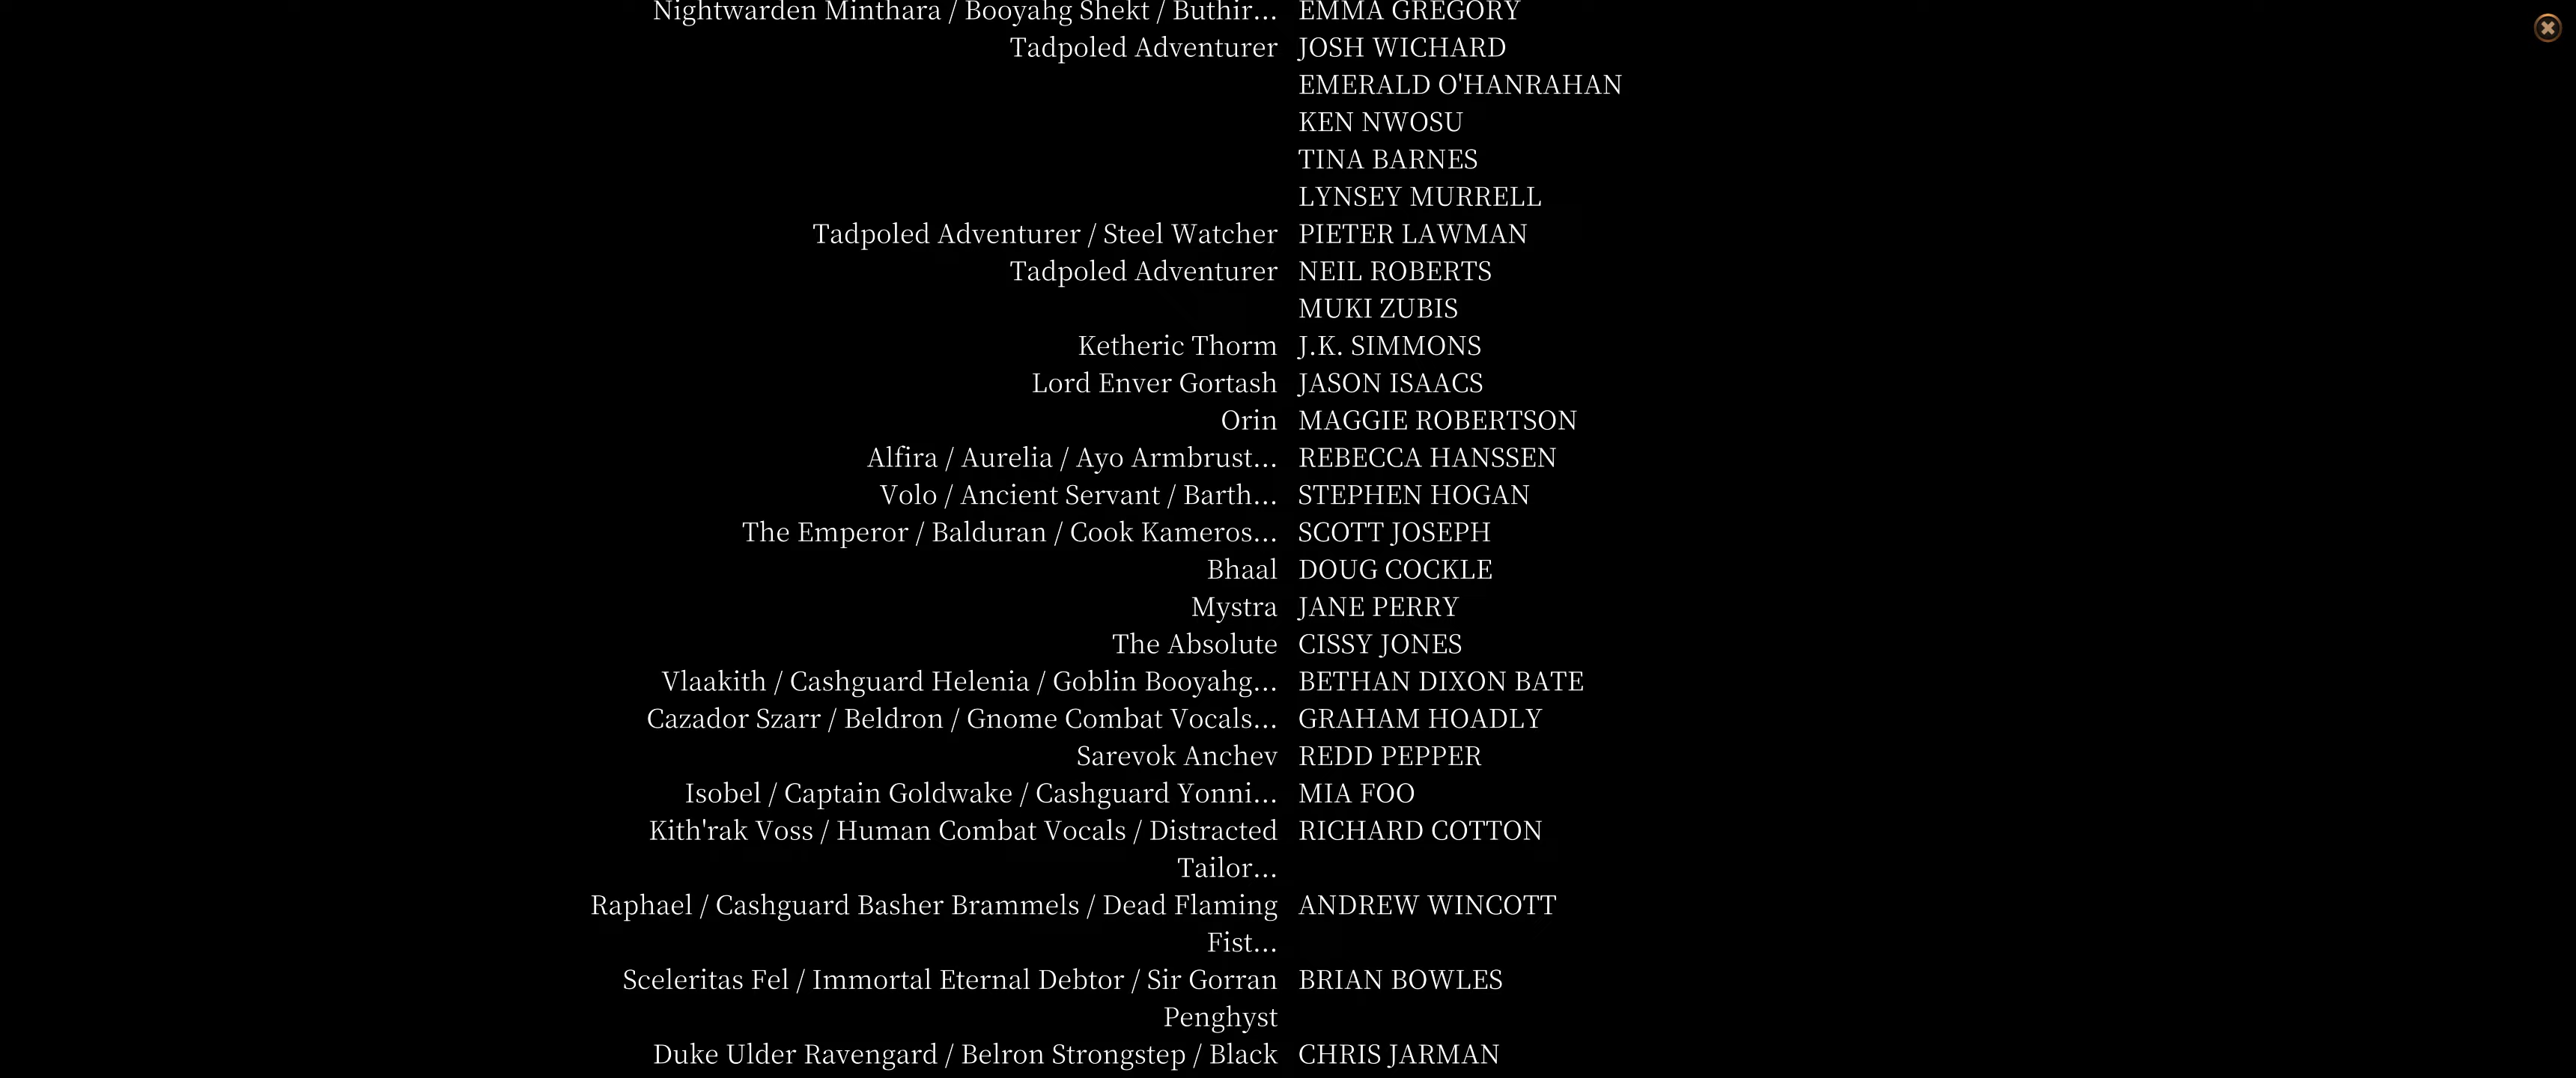 Nightwarden Minthara / Booyahg Shekt / Buthir... EMMA GREGORY
Tadpoled Adventurer JOSH WICHARD
EMERALD O'HANRAHAN
KEN NWOSU
TINA BARNES
LYNSEY MURRELL
Tadpoled Adventurer / Steel Watcher PIETER LAWMAN
Tadpoled Adventurer NEIL ROBERTS
MUKI ZUBIS
Ketheric Thorm J.K. SIMMONS
Lord Enver Gortash JASON ISAACS
Orin MAGGIE ROBERTSON
Alfira / Aurelia / Ayo Armbrust... REBECCA HANSSEN
Volo / Ancient Servant / Barth... STEPHEN HOGAN
The Emperor / Balduran / Cook Kameros... SCOTT JOSEPH
Bhaal DOUG COCKLE
Mystra JANE PERRY
The Absolute CISSY JONES
Vlaakith / Cashguard Helenia / Goblin Booyahg... BETHAN DIXON BATE
Cazador Szarr / Beldron / Gnome Combat Vocals... GRAHAM HOADLY
Sarevok Anchev REDD PEPPER
Isobel / Captain Goldwake / Cashguard Yonni... MIA FOO
Kith'rak Voss / Human Combat Vocals / Distracted RICHARD COTTON
Tailor...
Raphael / Cashguard Basher Brammels / Dead Flaming ANDREW WINCOTT
Fist...
Sceleritas Fel / Immortal Eternal Debtor / Sir Gorran BRIAN BOWLES
Penghyst
Duke Ulder Ravengard / Belron Strongstep / Black CHRIS JARMAN